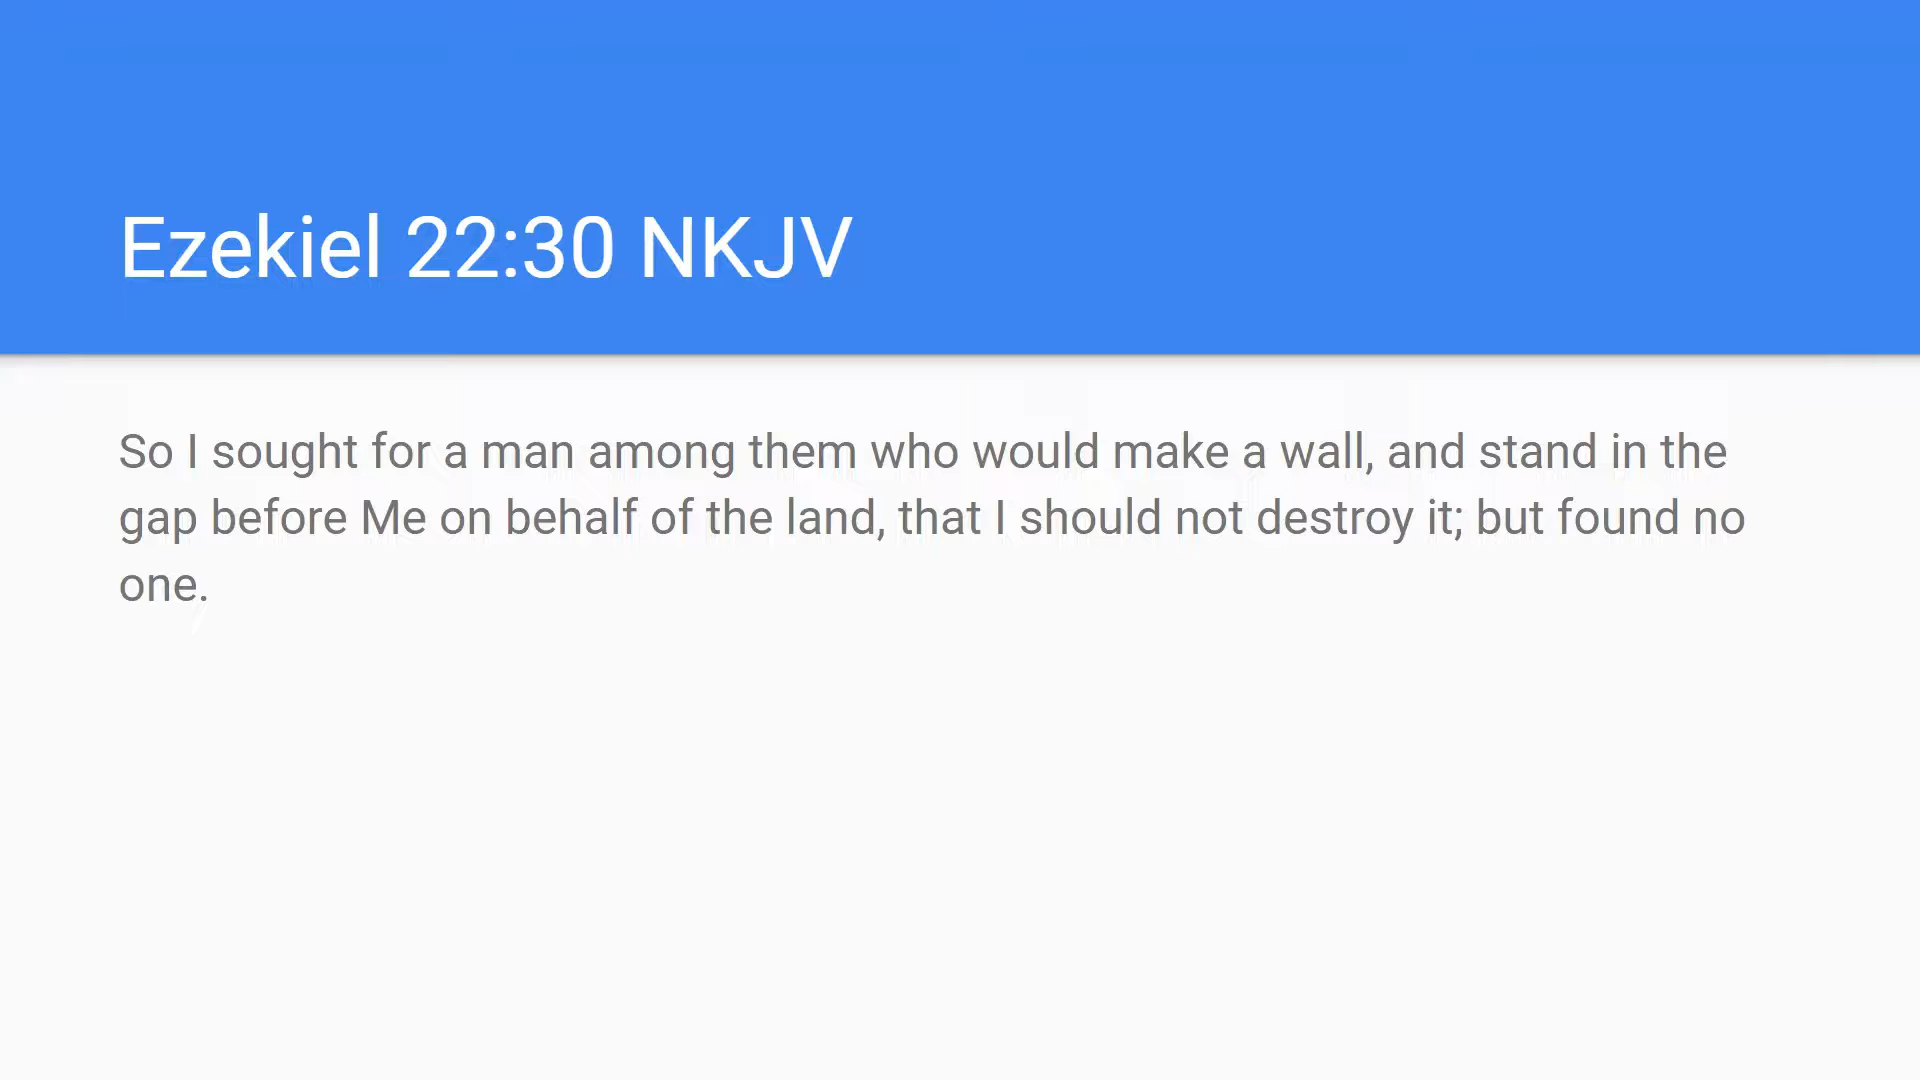 Ezekiel 22:30 NKJV
So I sought for a man among them who would make a wall, and stand in the
gap before Me on behalf of the land, that I should not destroy it; but found no
one.